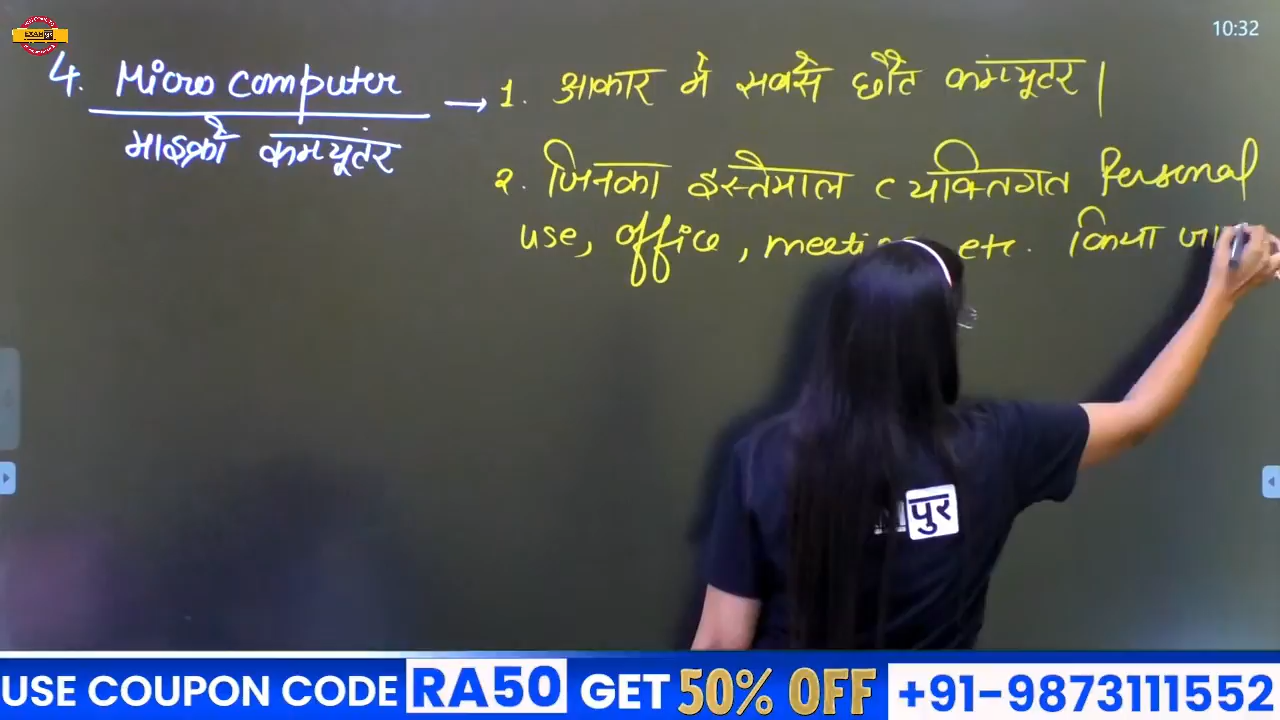 10:32
4. Micro Computer
माइक्रो कम्प्यूतंर
1. आकार में सबसे छौटे कम्प्यूटर |
2. जिनका इस्तैमाल व्यक्तिगत Personal
use, office, etc. किया
पुर
USE COUPON CODE RA50 GET 50% OFF +91-9873111552